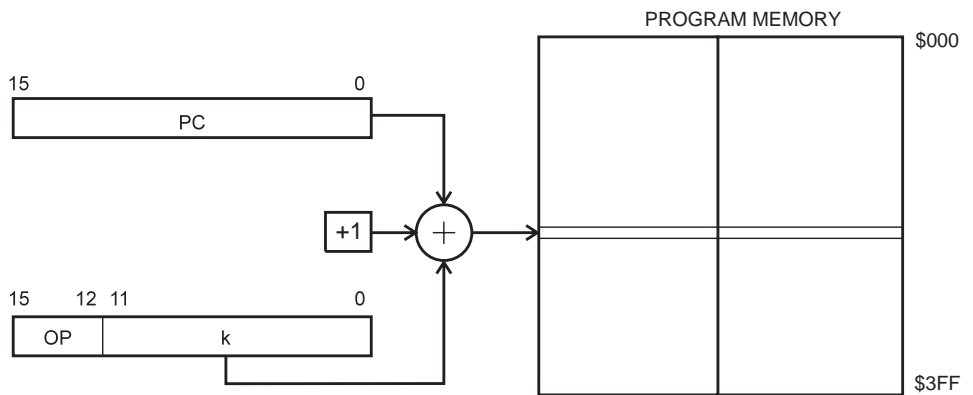 PROGRAM MEMORY
$000
15 0
PC
+1
+
15 12 11 0
OP k
$3FF